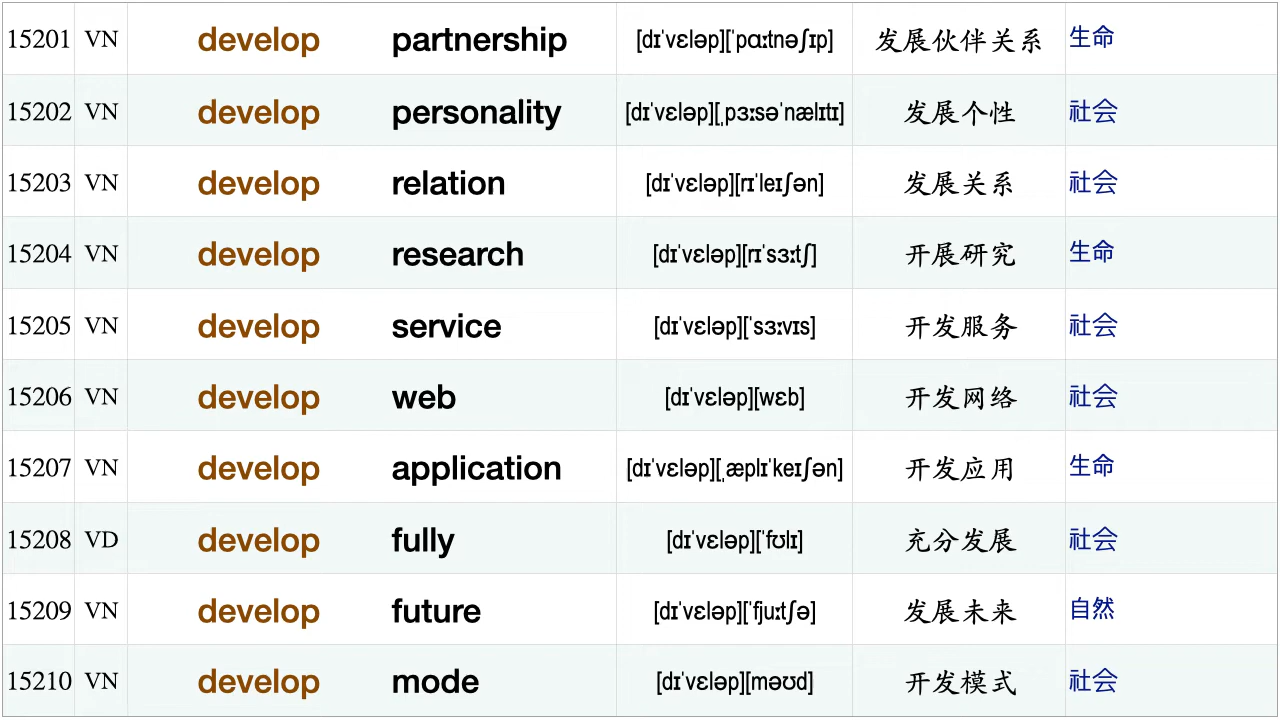 15201 VN develop partnership [dɪˈvɛləp][ˈpɑːtnəʃɪp] 发展伙伴关系 生命
15202 VN develop personality [dɪˈvɛləp][ˌpɜːsəˈnælɪtɪ] 发展个性 社会
15203 VN develop relation [dɪˈvɛləp][rɪˈleɪʃən] 发展关系 社会
15204 VN develop research [dɪˈvɛləp][rɪˈsɜːtʃ] 开展研究 生命
15205 VN develop service [dɪˈvɛləp][ˈsɜːvɪs] 开发服务 社会
15206 VN develop web [dɪˈvɛləp][wɛb] 开发网络 社会
15207 VN develop application [dɪˈvɛləp][ˌæplɪˈkeɪʃən] 开发应用 生命
15208 VD develop fully [dɪˈvɛləp][ˈfʊlɪ] 充分发展 社会
15209 VN develop future [dɪˈvɛləp][ˈfjuːtʃə] 发展未来 自然
15210 VN develop mode [dɪˈvɛləp][məʊd] 开发模式 社会